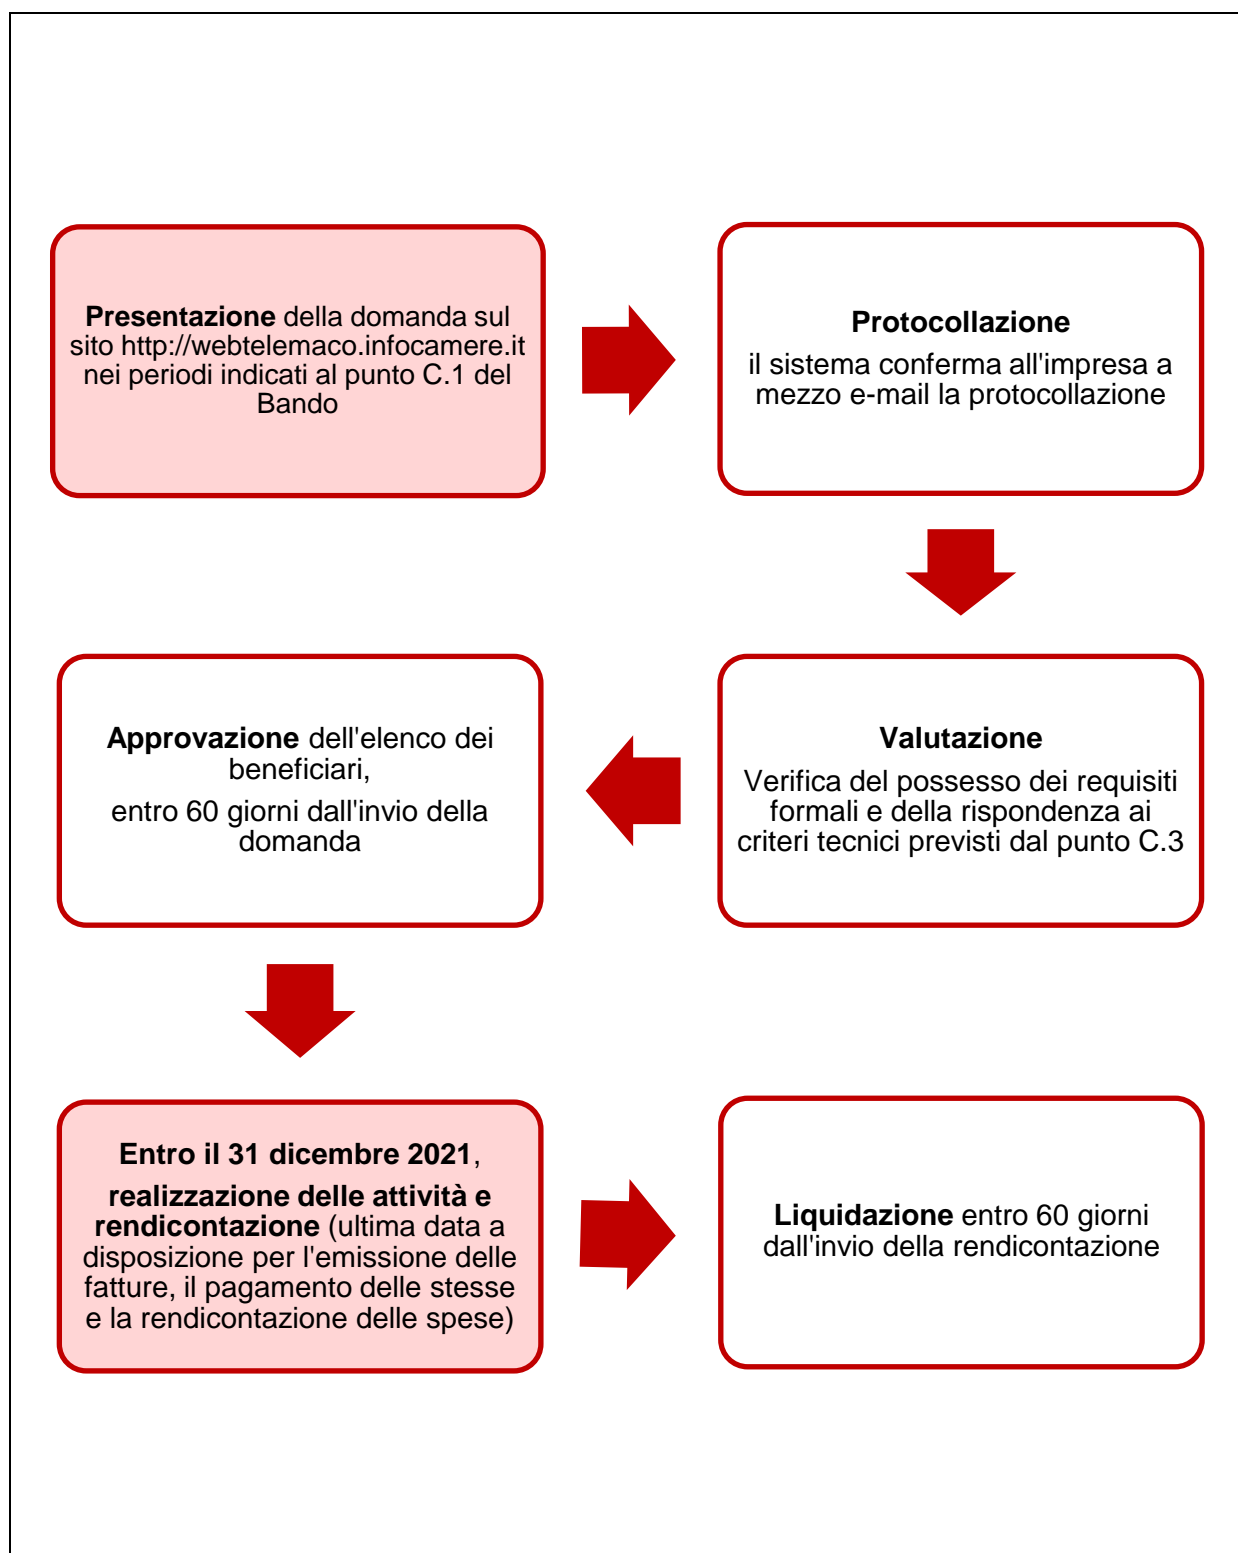 Presentazione della domanda sul
sito http://webtelemaco.infocamere.it
nei periodi indicati al punto C.1 del
Bando
Protocollazione
il sistema conferma all'impresa a
mezzo e-mail la protocollazione
Valutazione
Verifica del possesso dei requisiti
formali e della rispondenza ai
criteri tecnici previsti dal punto C.3
Approvazione dell'elenco dei
beneficiari,
entro 60 giorni dall'invio della
domanda
Entro il 31 dicembre 2021,
realizzazione delle attività e
rendicontazione (ultima data a
disposizione per l'emissione delle
fatture, il pagamento delle stesse
e la rendicontazione delle spese)
Liquidazione entro 60 giorni
dall'invio della rendicontazione